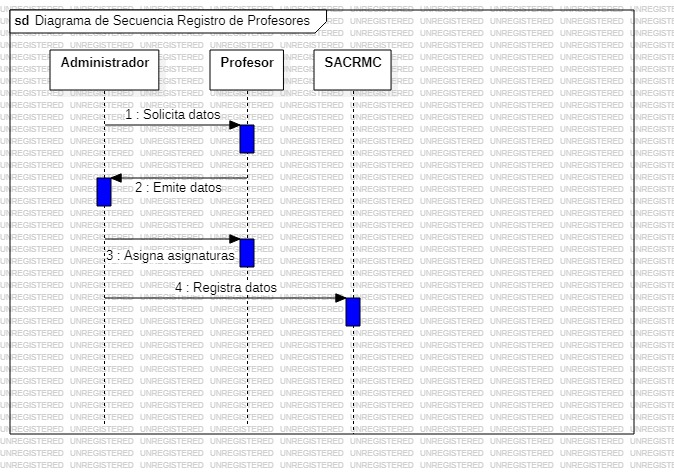 sd Diagrama de Secuencia Registro de Profesores
Administrador Profesor SACRMC
1 : Solicita datos
2 : Emite datos
3 : Asigna asignaturas
4 : Registra datos
UNREGISTERED